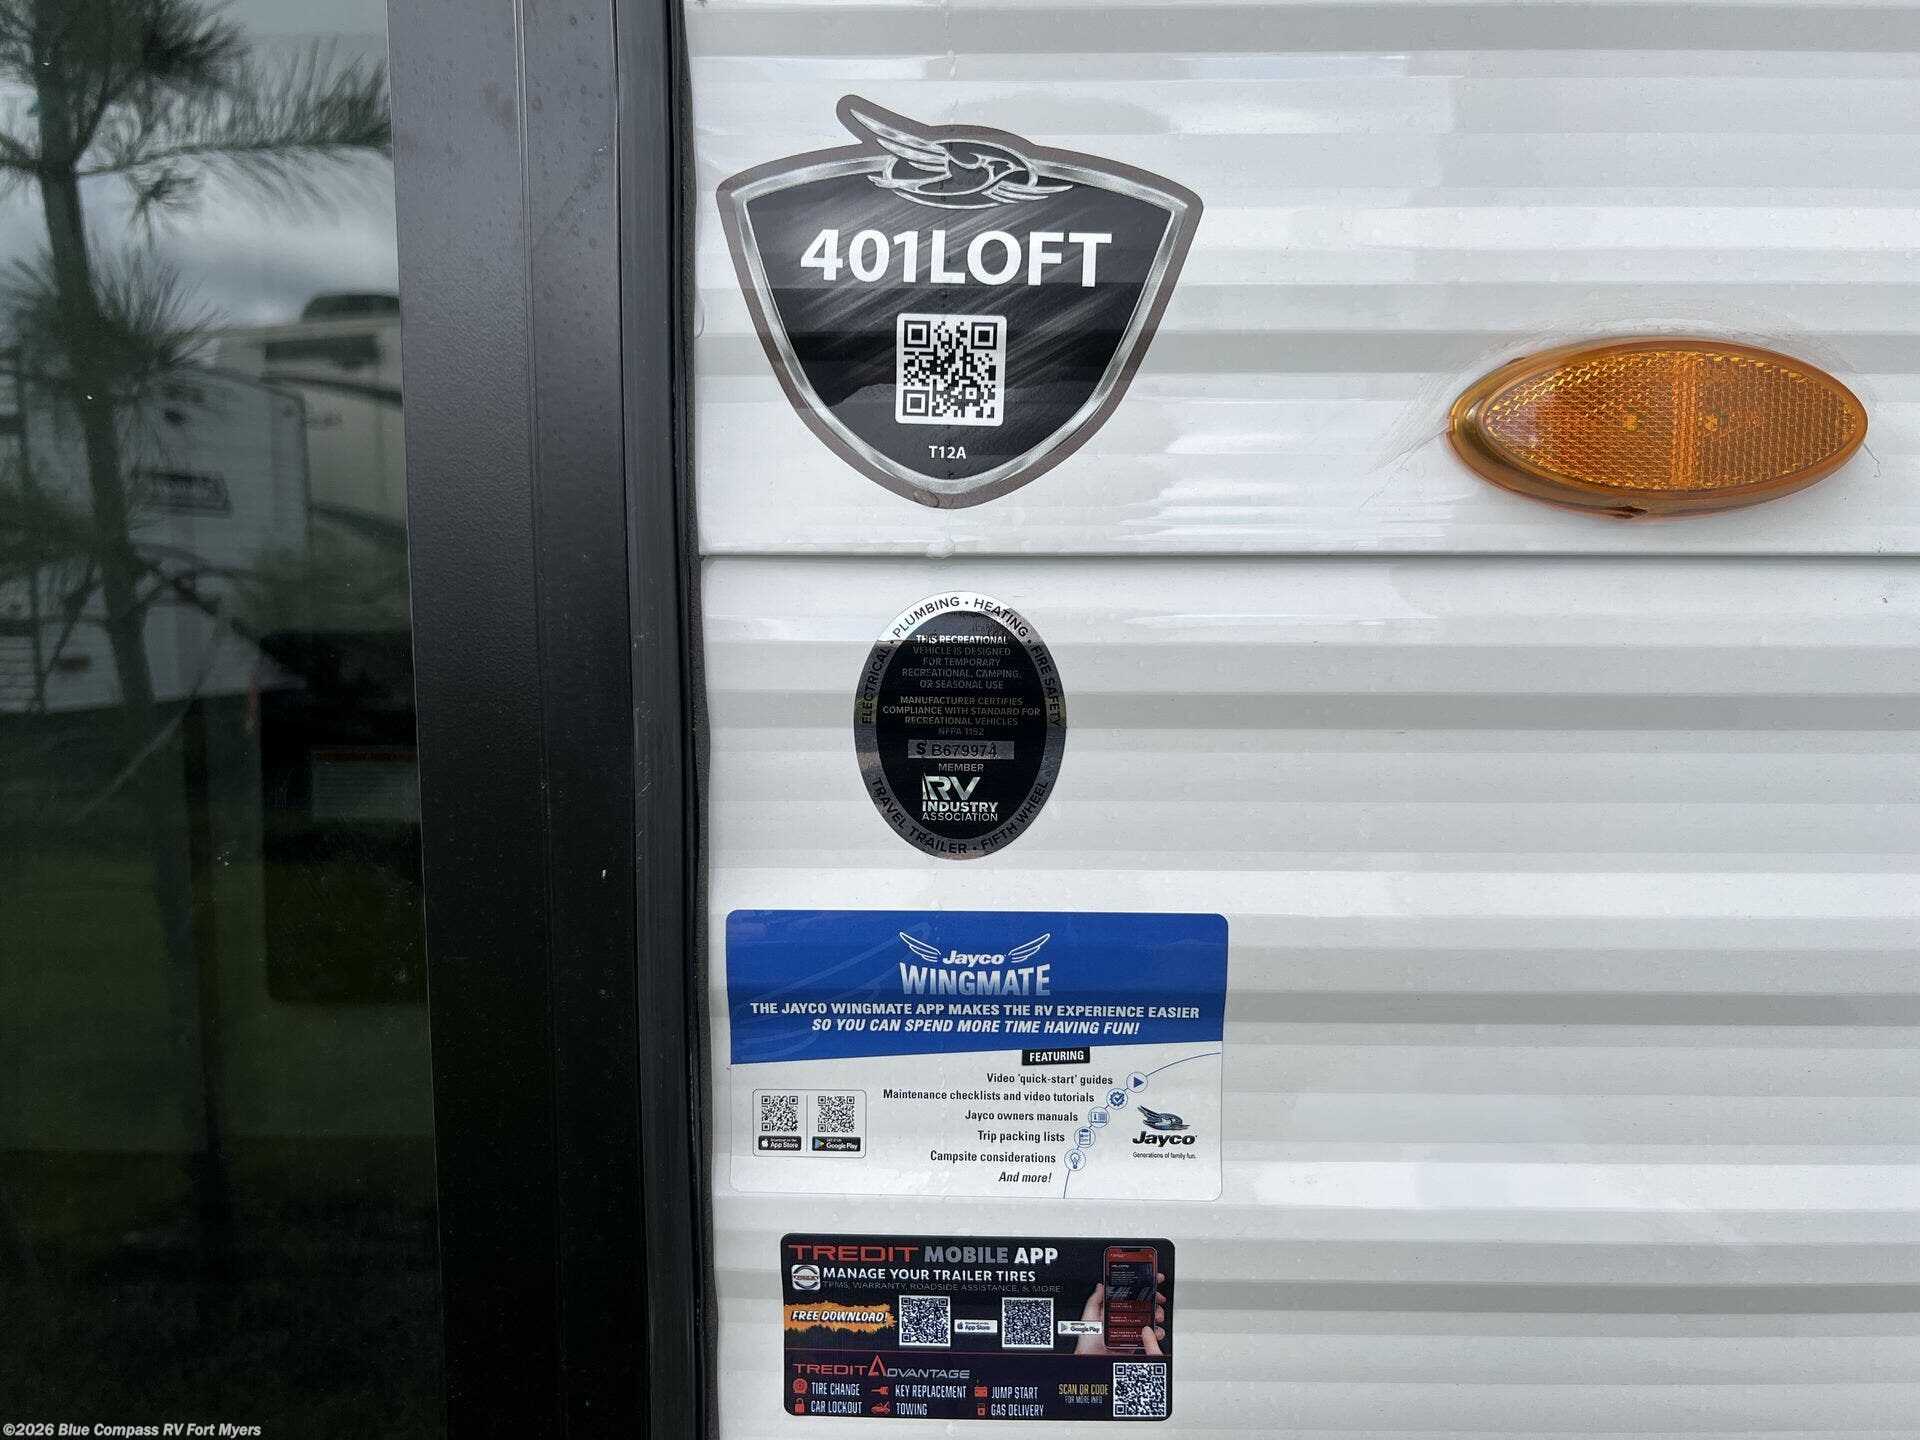 401LOFT
T12A
ELECTRICAL • PLUMBING • HEATING • FIRE SAFETY
THIS RECREATIONAL
VEHICLE IS DESIGNED
FOR TEMPORARY
RECREATIONAL, CAMPING,
OR SEASONAL USE
MANUFACTURER CERTIFIES
COMPLIANCE WITH STANDARD FOR
RECREATIONAL VEHICLES
NFPA 1192
S B679974
MEMBER
RV
INDUSTRY
ASSOCIATION
TRAVEL TRAILER • FIFTH WHEEL
Jayco
WINGMATE
THE JAYCO WINGMATE APP MAKES THE RV EXPERIENCE EASIER
SO YOU CAN SPEND MORE TIME HAVING FUN!
FEATURING
Video 'quick-start' guides
Maintenance checklists and video tutorials
Jayco owners manuals
Trip packing lists
Campsite considerations
And more!
App Store
Google Play
Jayco
Generations of family fun.
TREDIT MOBILE APP
MANAGE YOUR TRAILER TIRES
TPMS, WARRANTY, ROADSIDE ASSISTANCE, & MORE!
FREE DOWNLOAD!
App Store
Google Play
TREDIT ADVANTAGE
TIRE CHANGE KEY REPLACEMENT JUMP START
CAR LOCKOUT TOWING GAS DELIVERY
SCAN QR CODE
FOR MORE INFO
©2026 Blue Compass RV Fort Myers